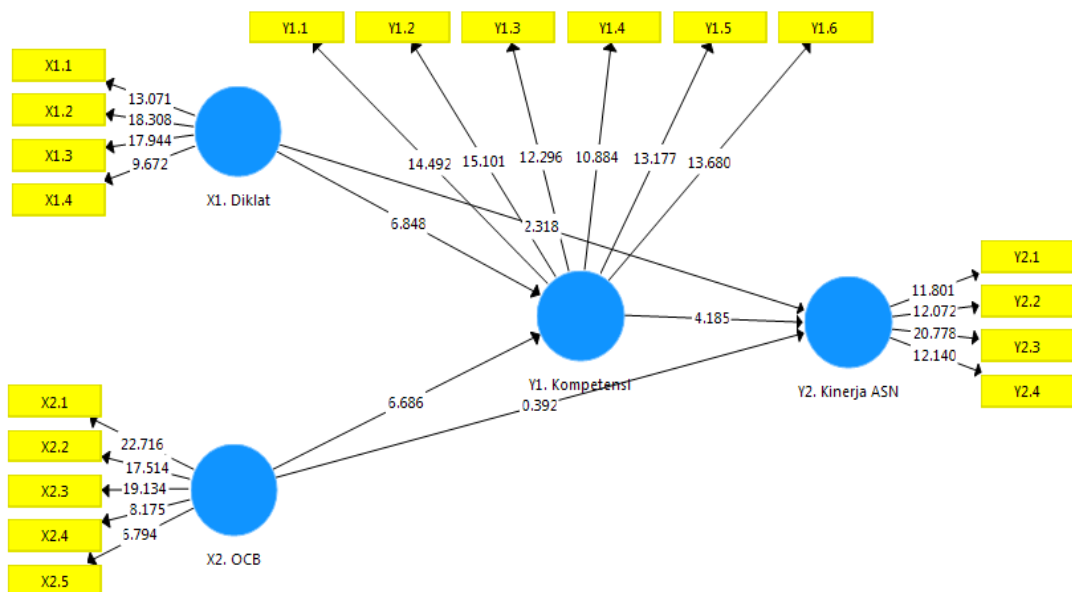 Y1.1
Y1.2
Y1.3
Y1.4
Y1.5
Y1.6
X1.1
X1.2
X1.3
X1.4
13.071
18.308
17.944
9.672
X1. Diklat
14.492
15.101
12.296
10.884
13.177
13.680
6.848
2.318
Y2.1
Y2.2
Y2.3
Y2.4
11.801
12.072
20.778
12.140
4.185
Y1. Kompetensi
Y2. Kinerja ASN
6.686
0.392
X2.1
X2.2
X2.3
X2.4
X2.5
22.716
17.514
19.134
8.175
X2. OCB